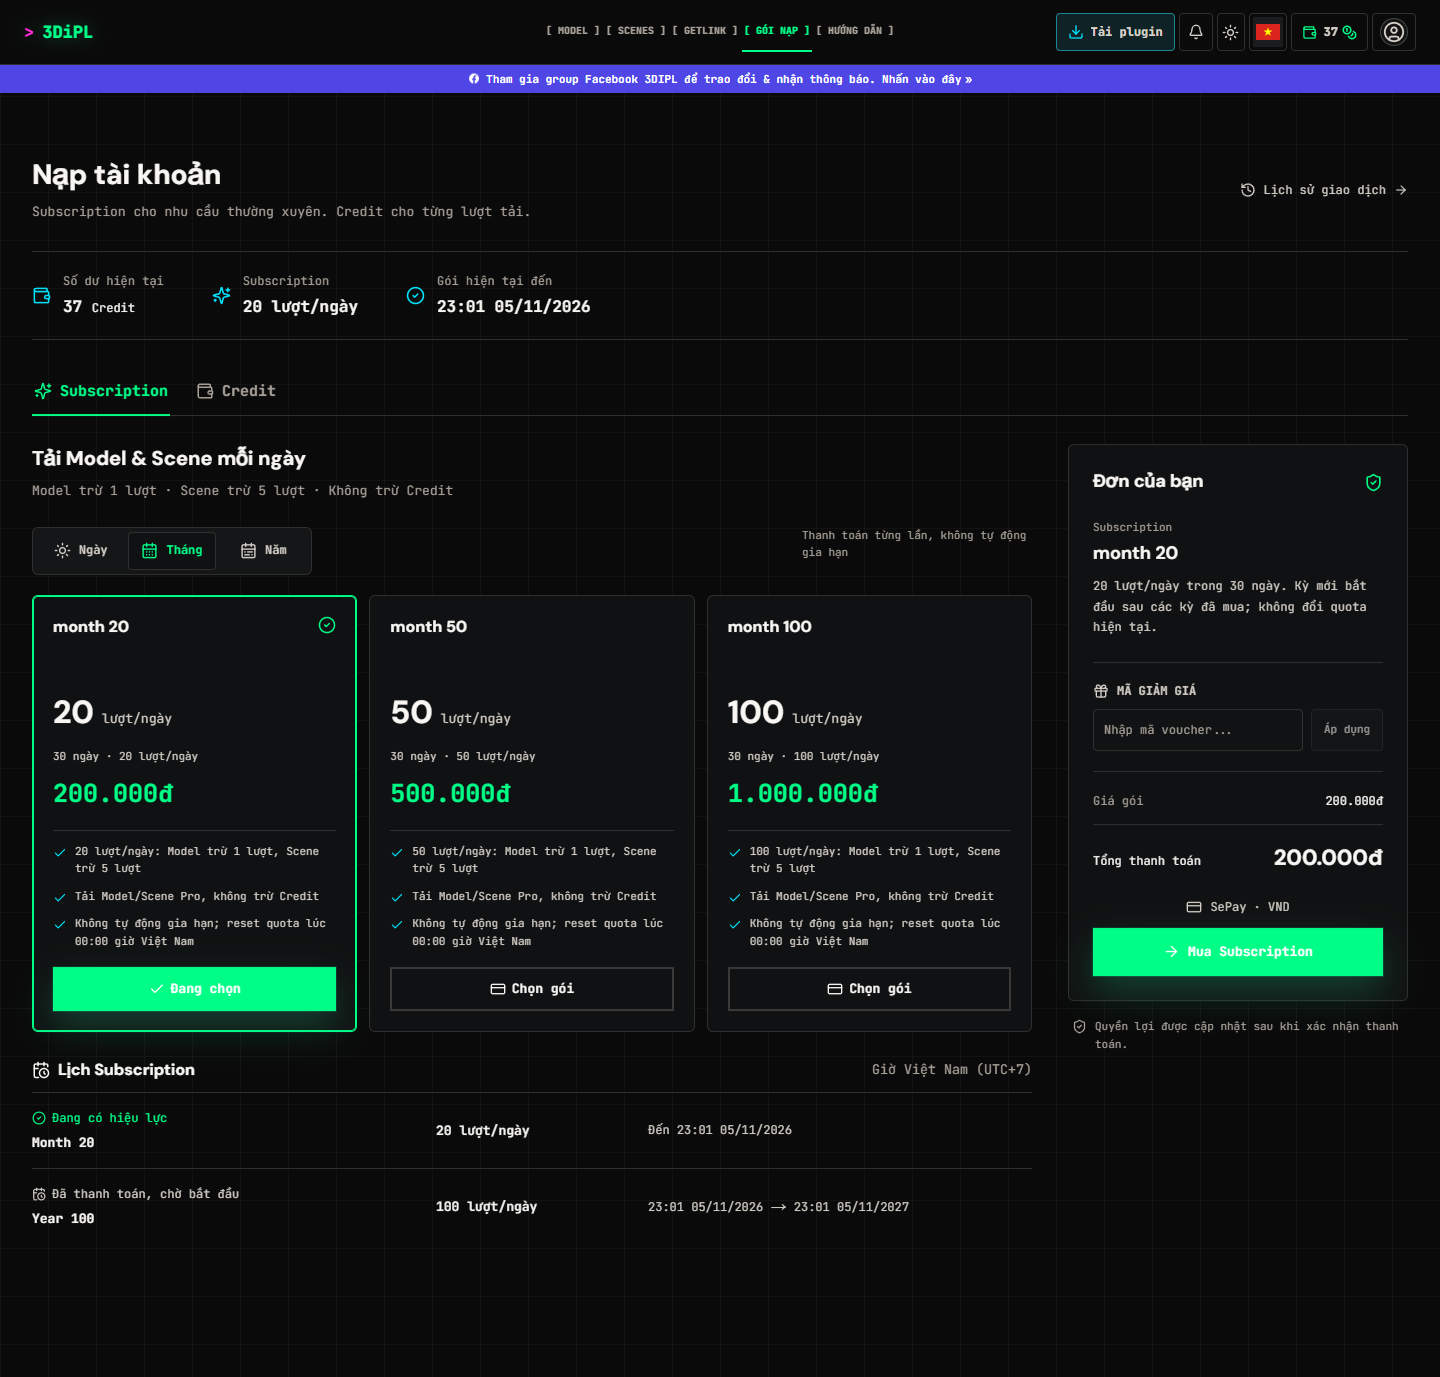 > 3DiPL
[ MODEL ] [ SCENES ] [ GETLINK ] [ GÓI NẠP ] [ HƯỚNG DẪN ]
Tải plugin
37
Tham gia group Facebook 3DIPL để trao đổi & nhận thông báo. Nhấn vào đây »
Nạp tài khoản
Subscription cho nhu cầu thường xuyên. Credit cho từng lượt tải.
Lịch sử giao dịch →
Số dư hiện tại
37 Credit
Subscription
20 lượt/ngày
Gói hiện tại đến
23:01 05/11/2026
Subscription
Credit
Tải Model & Scene mỗi ngày
Model trừ 1 lượt · Scene trừ 5 lượt · Không trừ Credit
Ngày
Tháng
Năm
Thanh toán từng lần, không tự động
gia hạn
month 20
20 lượt/ngày
30 ngày · 20 lượt/ngày
200.000đ
20 lượt/ngày: Model trừ 1 lượt, Scene
trừ 5 lượt
Tải Model/Scene Pro, không trừ Credit
Không tự động gia hạn; reset quota lúc
00:00 giờ Việt Nam
Đang chọn
month 50
50 lượt/ngày
30 ngày · 50 lượt/ngày
500.000đ
50 lượt/ngày: Model trừ 1 lượt, Scene
trừ 5 lượt
Tải Model/Scene Pro, không trừ Credit
Không tự động gia hạn; reset quota lúc
00:00 giờ Việt Nam
Chọn gói
month 100
100 lượt/ngày
30 ngày · 100 lượt/ngày
1.000.000đ
100 lượt/ngày: Model trừ 1 lượt, Scene
trừ 5 lượt
Tải Model/Scene Pro, không trừ Credit
Không tự động gia hạn; reset quota lúc
00:00 giờ Việt Nam
Chọn gói
Đơn của bạn
Subscription
month 20
20 lượt/ngày trong 30 ngày. Kỳ mới bắt
đầu sau các kỳ đã mua; không đổi quota
hiện tại.
MÃ GIẢM GIÁ
Nhập mã voucher...
Áp dụng
Giá gói 200.000đ
Tổng thanh toán 200.000đ
SePay · VND
→ Mua Subscription
Quyền lợi được cập nhật sau khi xác nhận thanh
toán.
Lịch Subscription
Giờ Việt Nam (UTC+7)
Đang có hiệu lực
Month 20
20 lượt/ngày
Đến 23:01 05/11/2026
Đã thanh toán, chờ bắt đầu
Year 100
100 lượt/ngày
23:01 05/11/2026 → 23:01 05/11/2027